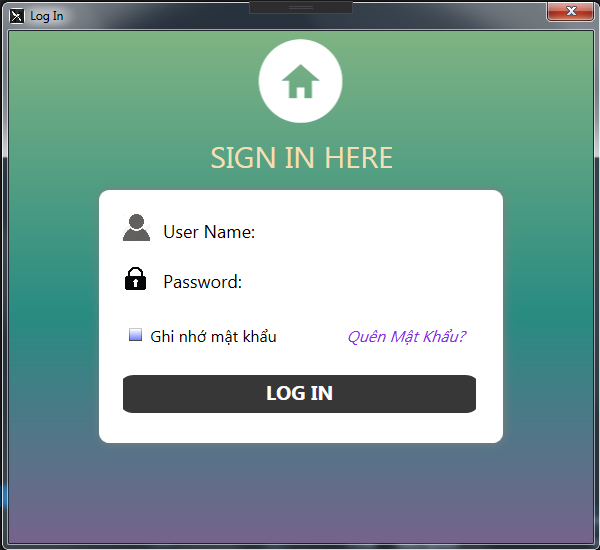 Log In
SIGN IN HERE
User Name:
Password:
Ghi nhớ mật khẩu
Quên Mật Khẩu?
LOG IN